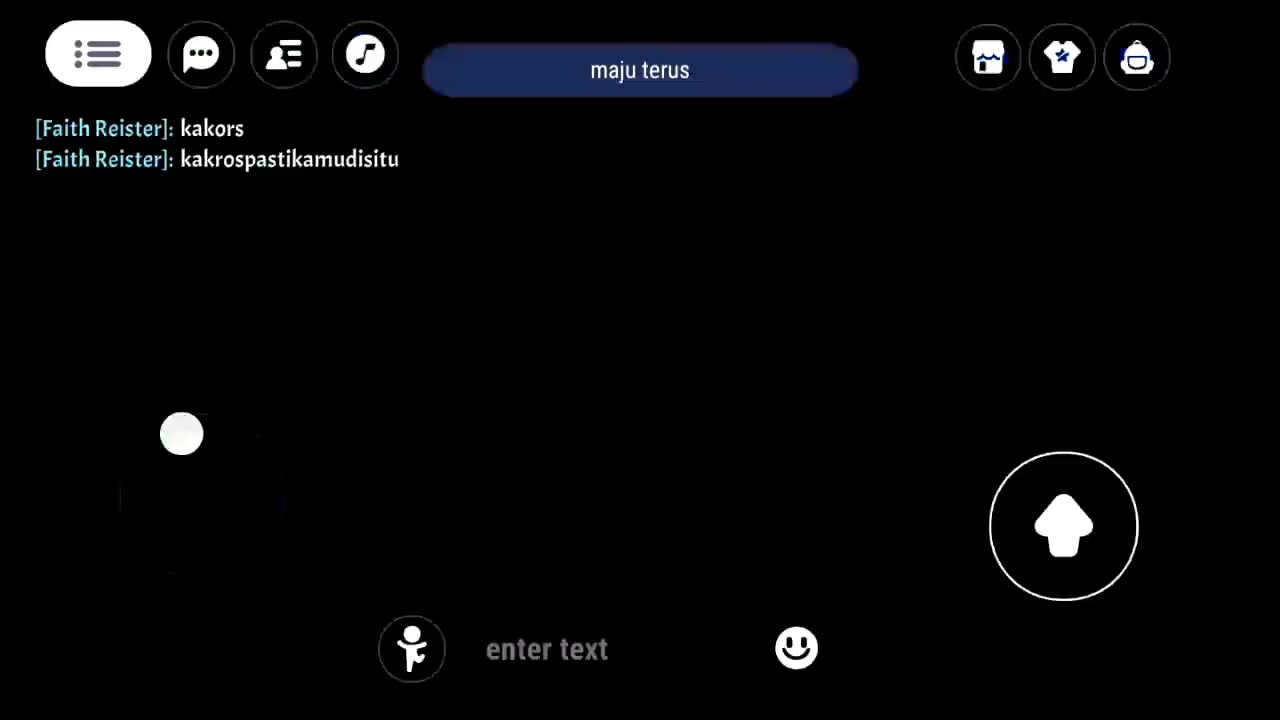 maju terus
[Faith Reister]: kakors
[Faith Reister]: kakrospastikamudisitu
enter text